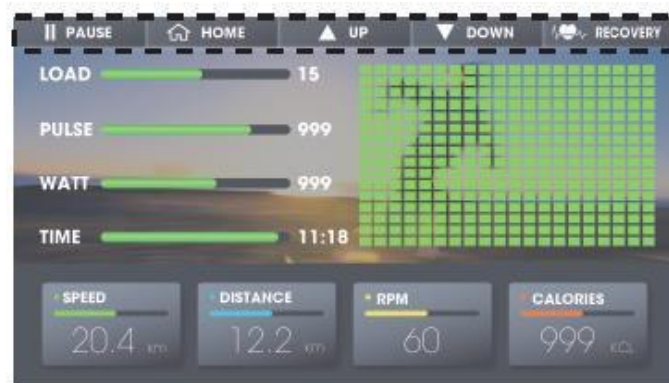 PAUSE HOME UP DOWN RECOVERY
LOAD 15
PULSE 999
WATT 999
TIME 11:18
SPEED DISTANCE RPM CALORIES
20.4 km 12.2 km 60 999 KCL